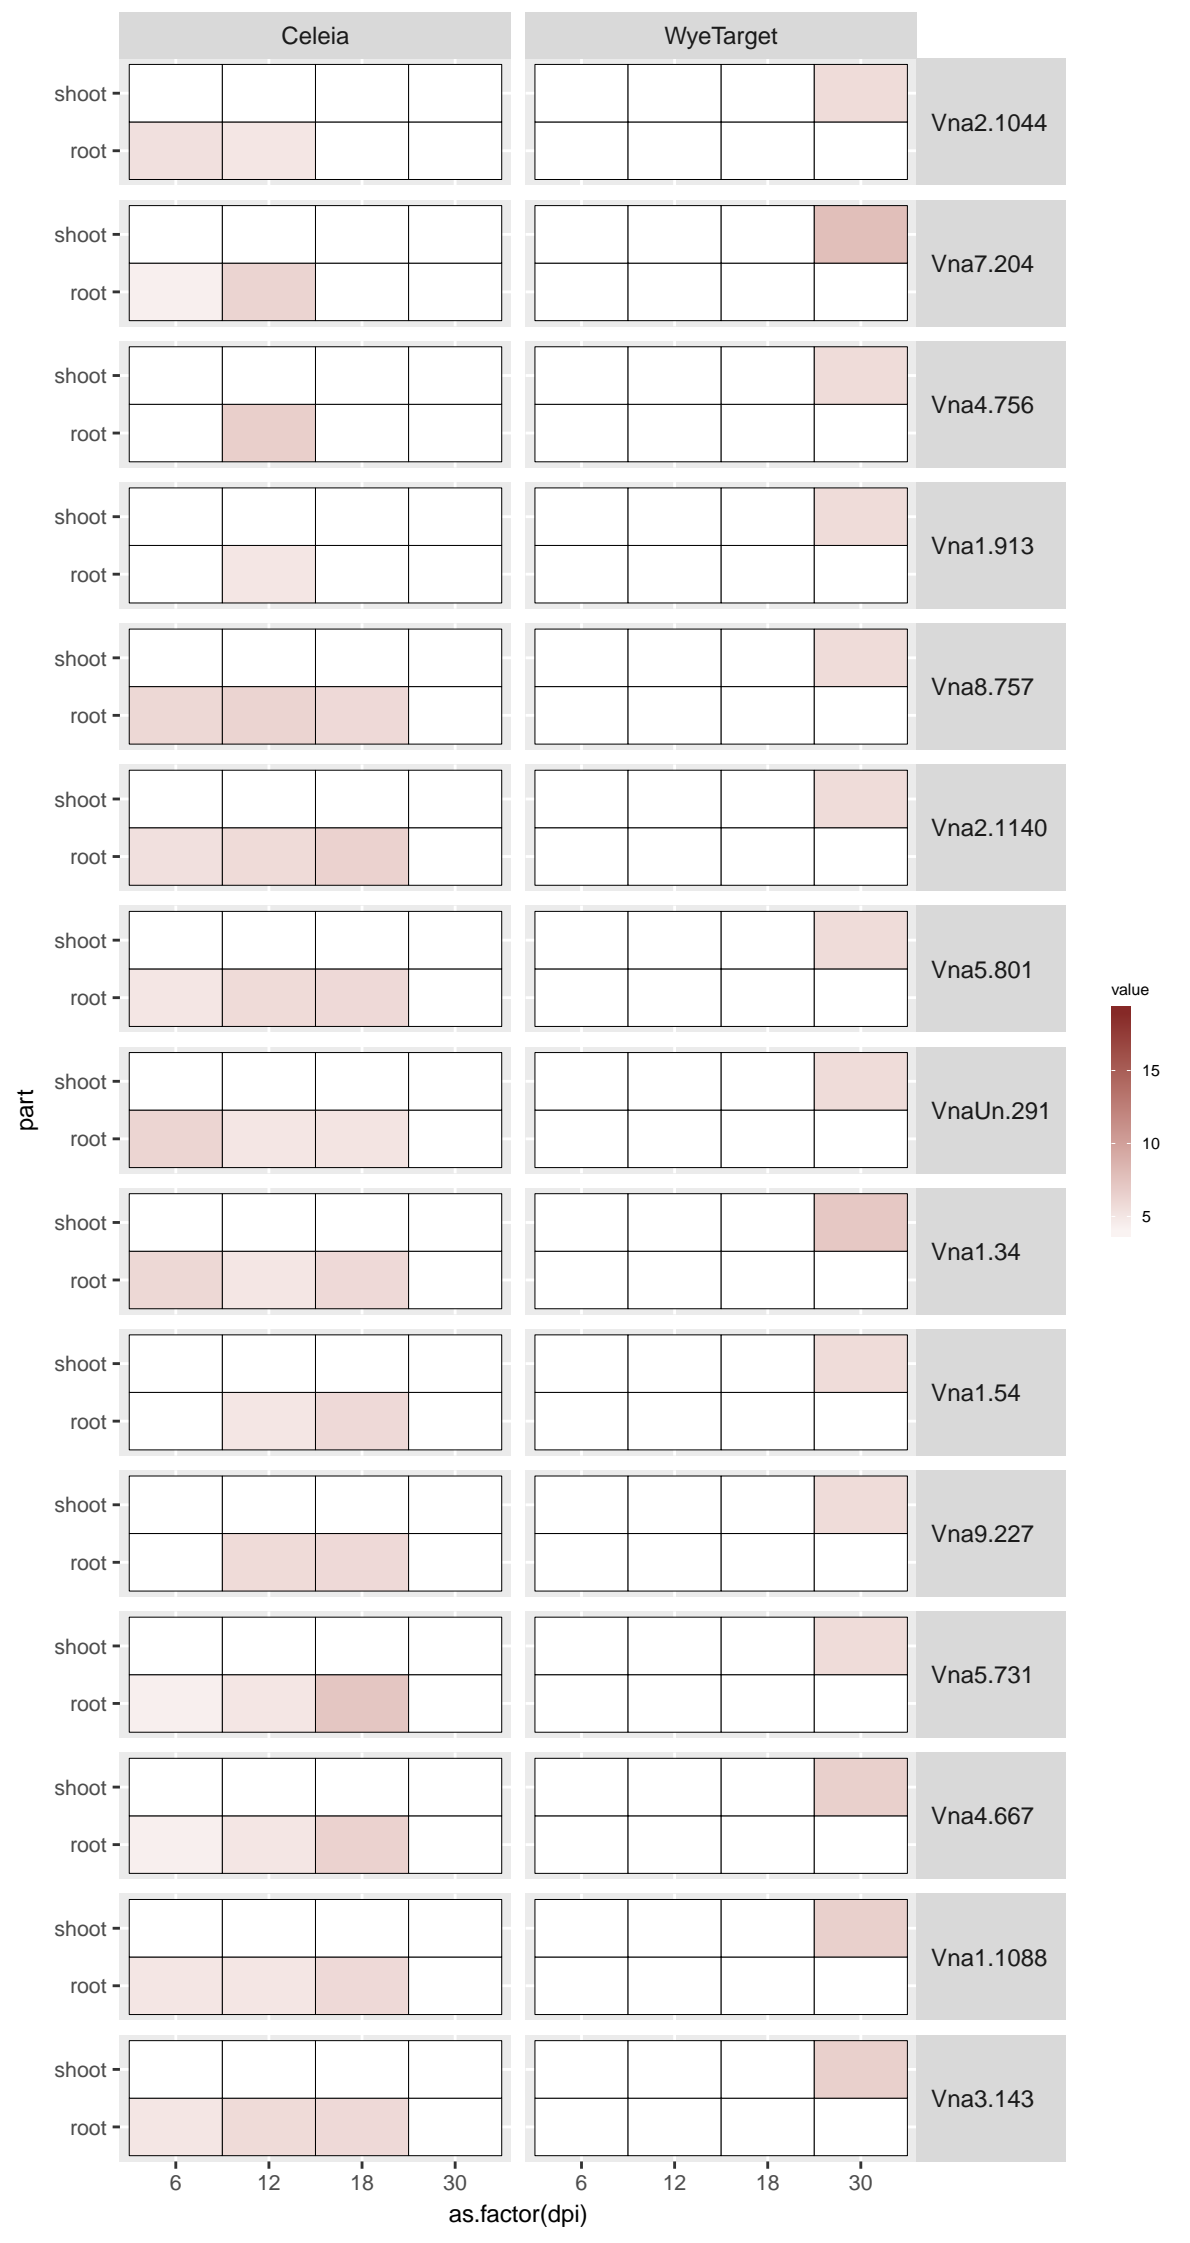 Celeia WyeTarget
shoot
root
Vna2.1044
shoot
root
Vna7.204
shoot
root
Vna4.756
shoot
root
Vna1.913
shoot
root
Vna8.757
shoot
root
Vna2.1140
shoot
root
Vna5.801
shoot
root
VnaUn.291
shoot
root
Vna1.34
shoot
root
Vna1.54
shoot
root
Vna9.227
shoot
root
Vna5.731
shoot
root
Vna4.667
shoot
root
Vna1.1088
shoot
root
Vna3.143
6 12 18 30 6 12 18 30
as.factor(dpi)
part
value
15
10
5